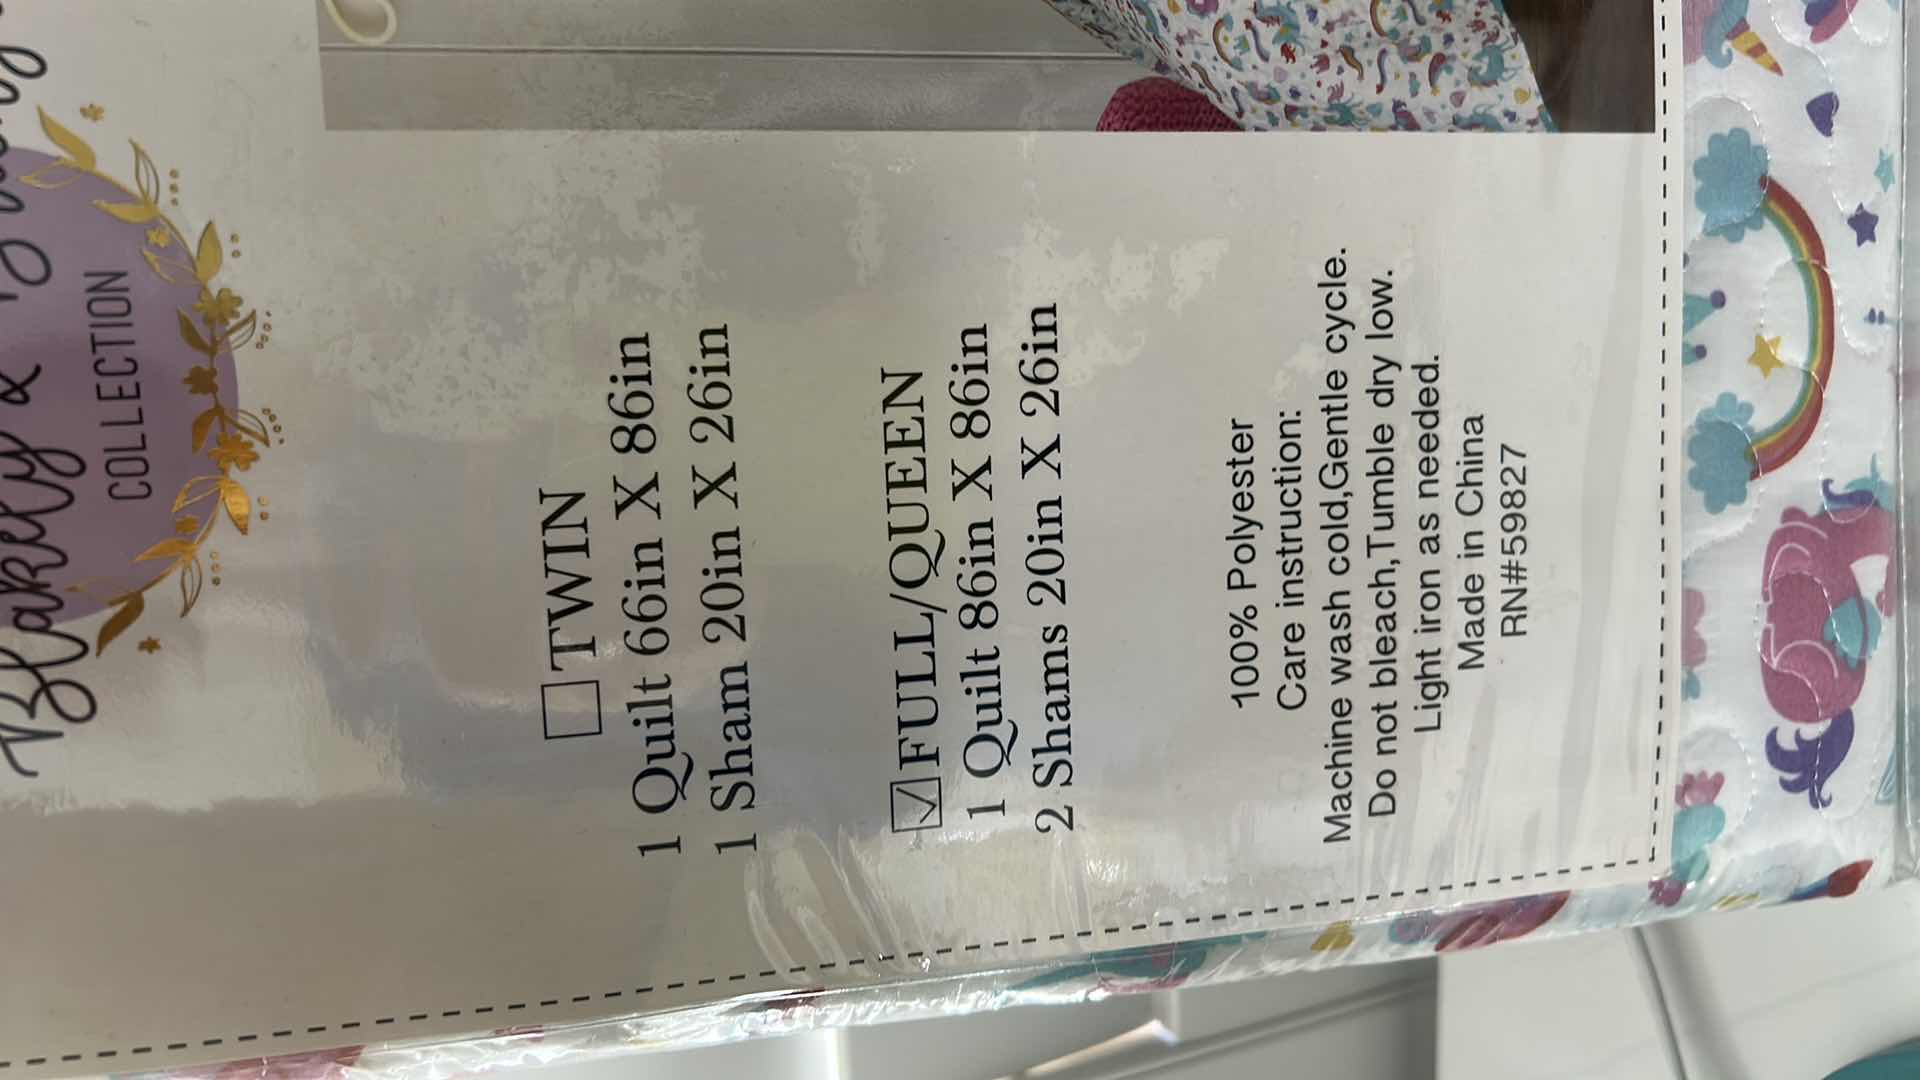 Blakely &
COLLECTION
TWIN
1 Quilt 66in X 86in
1 Sham 20in X 26in
FULL/QUEEN
1 Quilt 86in X 86in
2 Shams 20in X 26in
100% Polyester
Care instruction:
Machine wash cold,Gentle cycle.
Do not bleach,Tumble dry low.
Light iron as needed.
Made in China
RN#59827